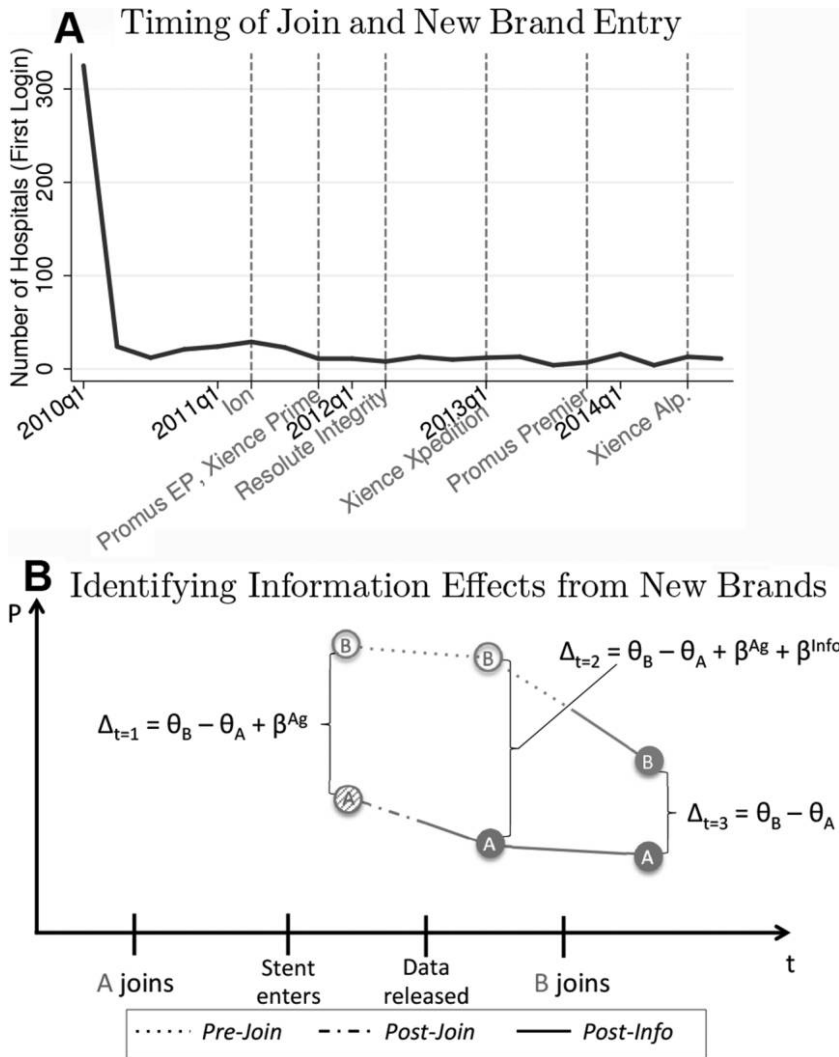 A Timing of Join and New Brand Entry
Number of Hospitals (First Login)
300
200
100
0
2010q1
2011q1
Ion
Promus EP, Xience Prime
2012q1
Resolute Integrity
2013q1
Xience Xpedition
Promus Premier
2014q1
Xience Alp.
B Identifying Information Effects from New Brands
P
B
B
Δt=2 = θB − θA + βAg + βInfo
Δt=1 = θB − θA + βAg
A
B
A
Δt=3 = θB − θA
A
A joins
Stent
enters
Data
released
B joins
t
Pre-Join
Post-Join
Post-Info